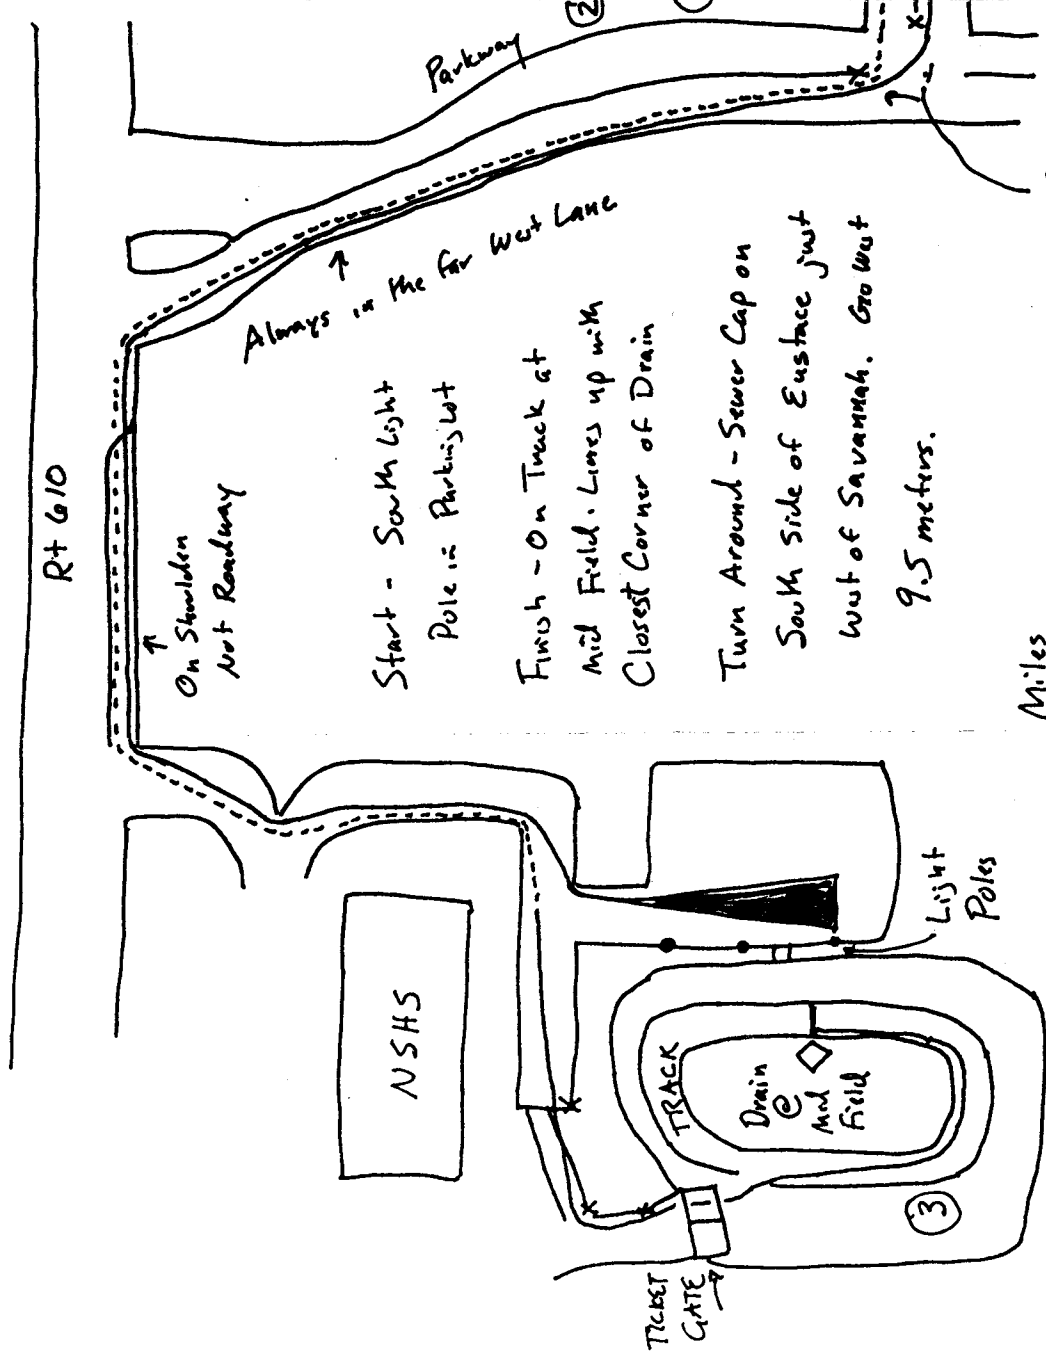 Rt 610
②
Parkway
Always in the far West Lane
On Shoulder
Not Roadway
Start - South Light
Pole in Parking Lot
Finish - On Track at
Mid Field. Lines up with
Closest Corner of Drain
Turn Around - Sewer Cap on
South Side of Eustace just
West of Savannah. Go West
9.5 meters.
Miles
NSHS
Light
Poles
TRACK
Drain
@
Mid
Field
③
1
TICKET
GATE